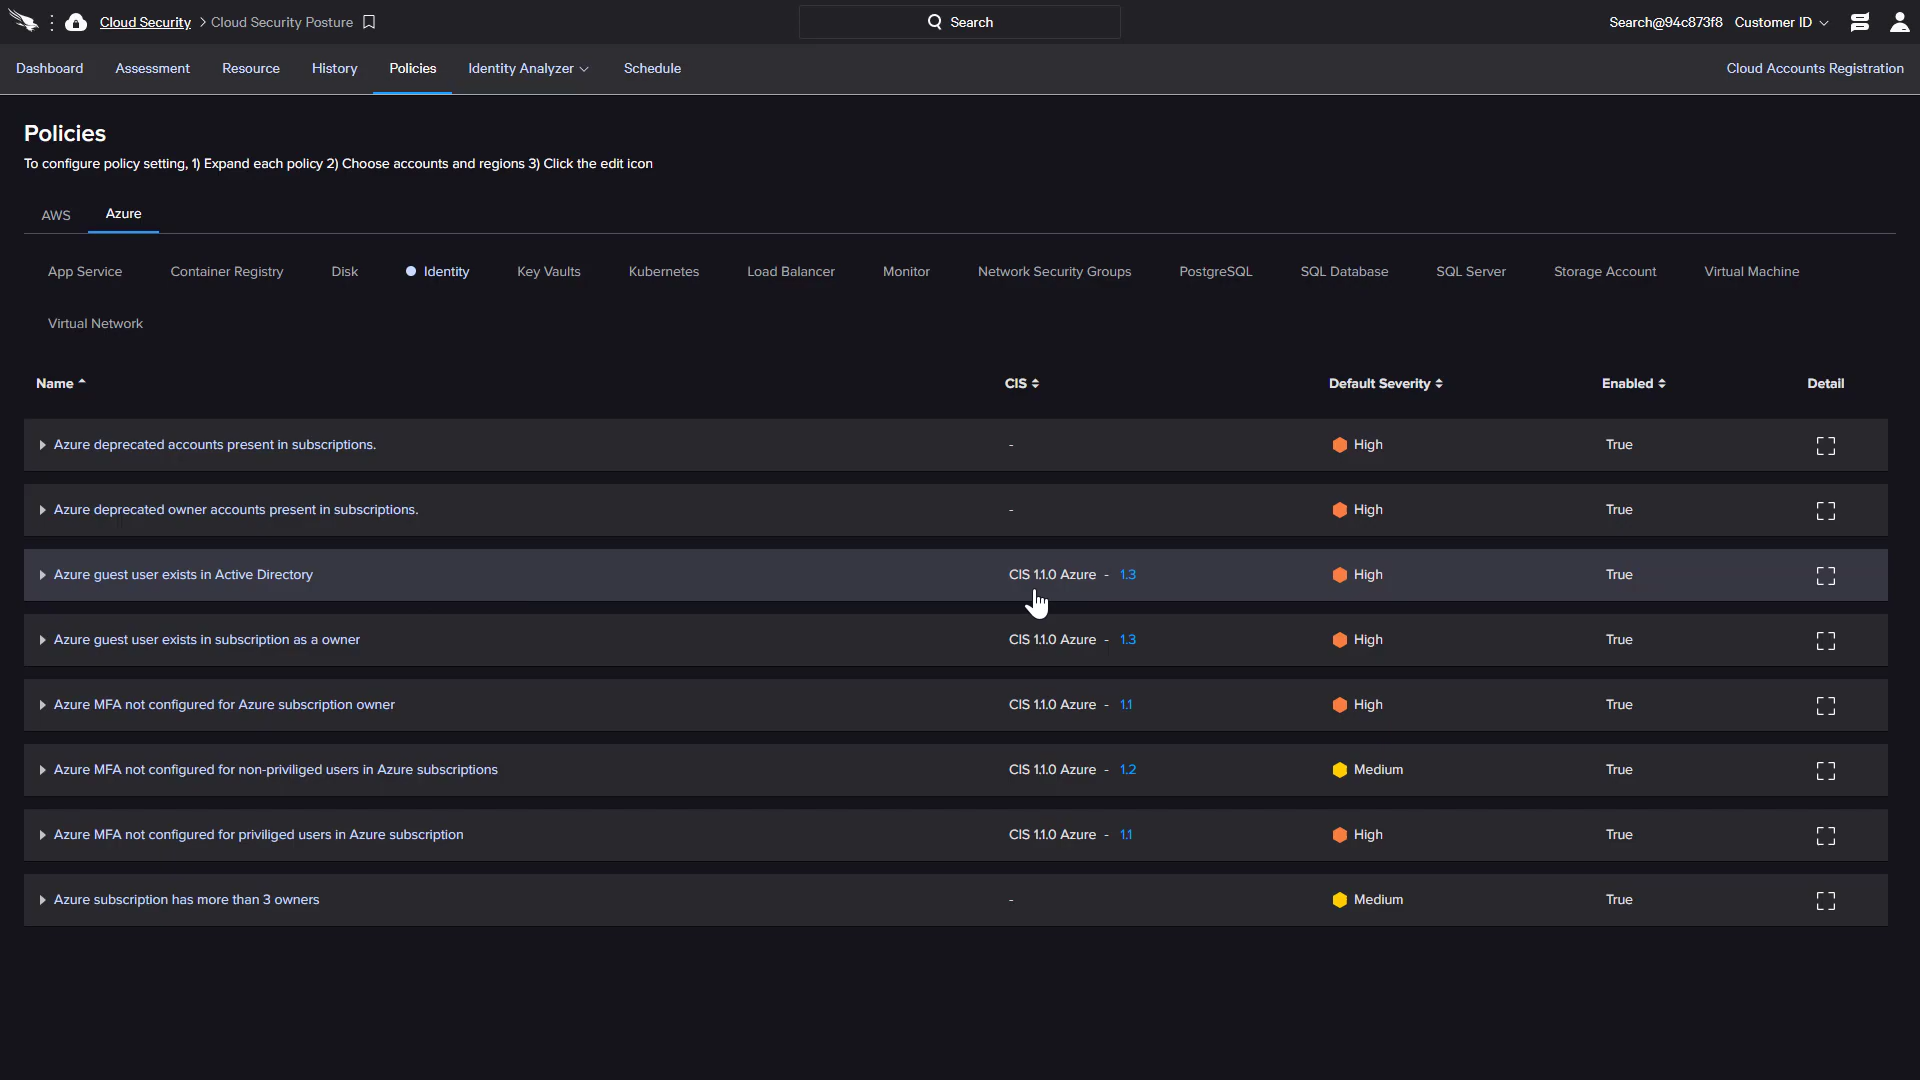 Cloud Security > Cloud Security Posture
Search
Search@94c873f8 Customer ID
Dashboard Assessment Resource History Policies Identity Analyzer Schedule Cloud Accounts Registration
Policies
To configure policy setting, 1) Expand each policy 2) Choose accounts and regions 3) Click the edit icon
AWS Azure
App Service Container Registry Disk Identity Key Vaults Kubernetes Load Balancer Monitor Network Security Groups PostgreSQL SQL Database SQL Server Storage Account Virtual Machine
Virtual Network
Name CIS Default Severity Enabled Detail
Azure deprecated accounts present in subscriptions. - High True
Azure deprecated owner accounts present in subscriptions. - High True
Azure guest user exists in Active Directory CIS 1.1.0 Azure - 1.3 High True
Azure guest user exists in subscription as a owner CIS 1.1.0 Azure - 1.3 High True
Azure MFA not configured for Azure subscription owner CIS 1.1.0 Azure - 1.1 High True
Azure MFA not configured for non-priviliged users in Azure subscriptions CIS 1.1.0 Azure - 1.2 Medium True
Azure MFA not configured for priviliged users in Azure subscription CIS 1.1.0 Azure - 1.1 High True
Azure subscription has more than 3 owners - Medium True